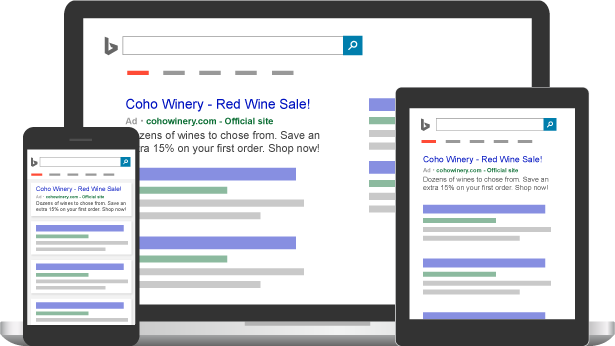 Coho Winery - Red Wine Sale!
Ad · cohowinery.com - Official site
Dozens of wines to chose from. Save an
extra 15% on your first order. Shop now!
Coho Winery - Red Wine Sale!
Ad · cohowinery.com - Official site
Dozens of wines to chose from. Save an
extra 15% on your first order. Shop now!
Coho Winery - Red Wine Sale!
Ad · cohowinery.com - Official site
Dozens of wines to chose from. Save an
extra 15% on your first order. Shop now!